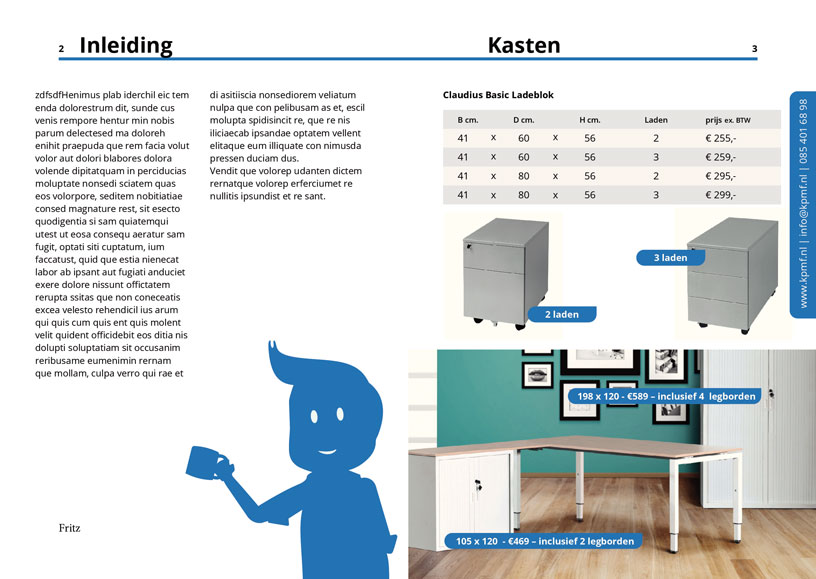 2 Inleiding
zdfsdfHenimus plab iderchil eic tem
enda dolorestrum dit, sunde cus
venis rempore hentur min nobis
parum delectesed ma doloreh
enihit praepuda que rem facia volut
volor aut dolori blabores dolora
volende dipitatquam in perciducias
moluptate nonsedi sciatem quas
eos volorpore, seditem nobitiatiae
consed magnature rest, sit esecto
quodigentia si sam quiatemqui
utest ut eosa consequ aeratur sam
fugit, optati siti cuptatum, ium
faccatust, quid que estia nienecat
labor ab ipsant aut fugiati anduciet
exere dolore nissunt offictatem
rerupta ssitas que non coneceatis
excea velesto rehendicil ius arum
qui quis cum quis ent quis molent
velit quident officidebit eos ditia nis
dolupti soluptatiam sit occusanim
reribusame eumenimin rernam
que mollam, culpa verro qui rae et
di asitiiscia nonsediorem veliatum
nulpa que con pelibusam as et, escil
molupta spidisincit re, que re nis
iliciaecab ipsandae optatem vellent
elitaque eum illiquate con nimusda
pressen duciam dus.
Vendit que volorep udanten dictem
rernatque volorep erferciumet re
nullitis ipsundist et re sant.
Fritz
Kasten 3
Claudius Basic Ladeblok
B cm. D cm. H cm. Laden prijs ex. BTW
41 x 60 x 56 2 € 255,-
41 x 60 x 56 3 € 259,-
41 x 80 x 56 2 € 295,-
41 x 80 x 56 3 € 299,-
3 laden
2 laden
198 x 120 - €589 – inclusief 4 legborden
105 x 120 - €469 – inclusief 2 legborden
www.kpmf.nl | info@kpmf.nl | 085 401 68 98